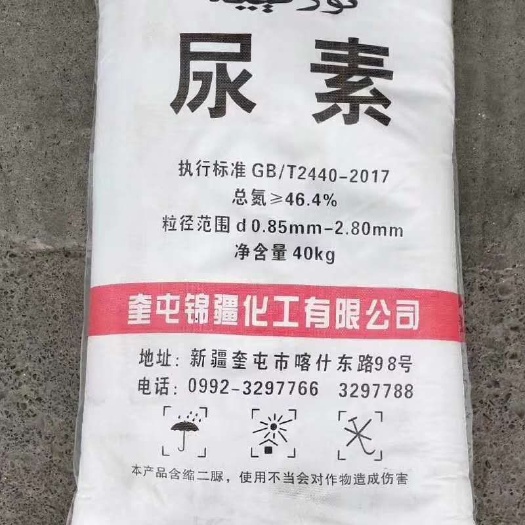 尿素
执行标准 GB/T2440-2017
总氮≥46.4%
粒径范围 d 0.85mm-2.80mm
净含量 40kg
奎屯锦疆化工有限公司
地址：新疆奎屯市喀什东路98号
电话：0992-3297766 3297788
本产品含缩二脲，使用不当会对作物造成伤害